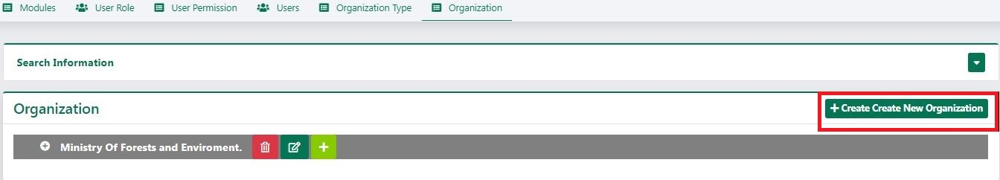 Modules User Role User Permission Users Organization Type Organization
Search Information
Organization
Create Create New Organization
Ministry Of Forests and Enviroment.